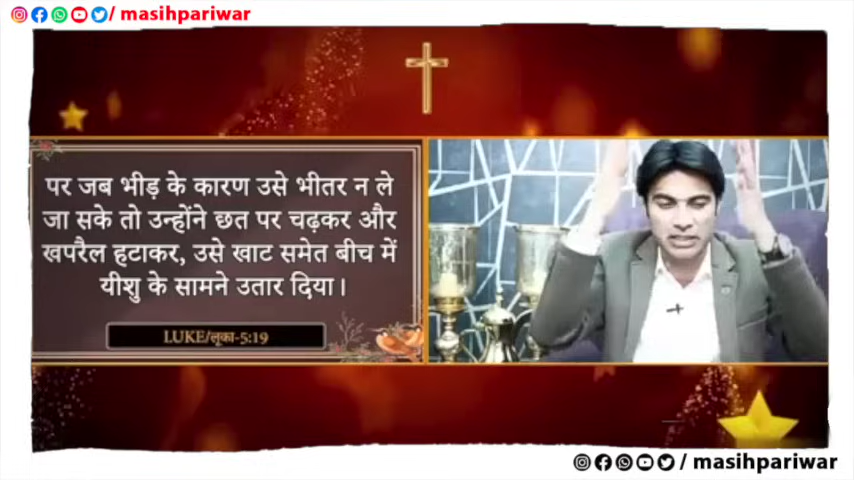 / masihpariwar
पर जब भीड़ के कारण उसे भीतर न ले
जा सके तो उन्होंने छत पर चढ़कर और
खपरैल हटाकर, उसे खाट समेत बीच में
यीशु के सामने उतार दिया।
LUKE/लूका-5:19
/ masihpariwar